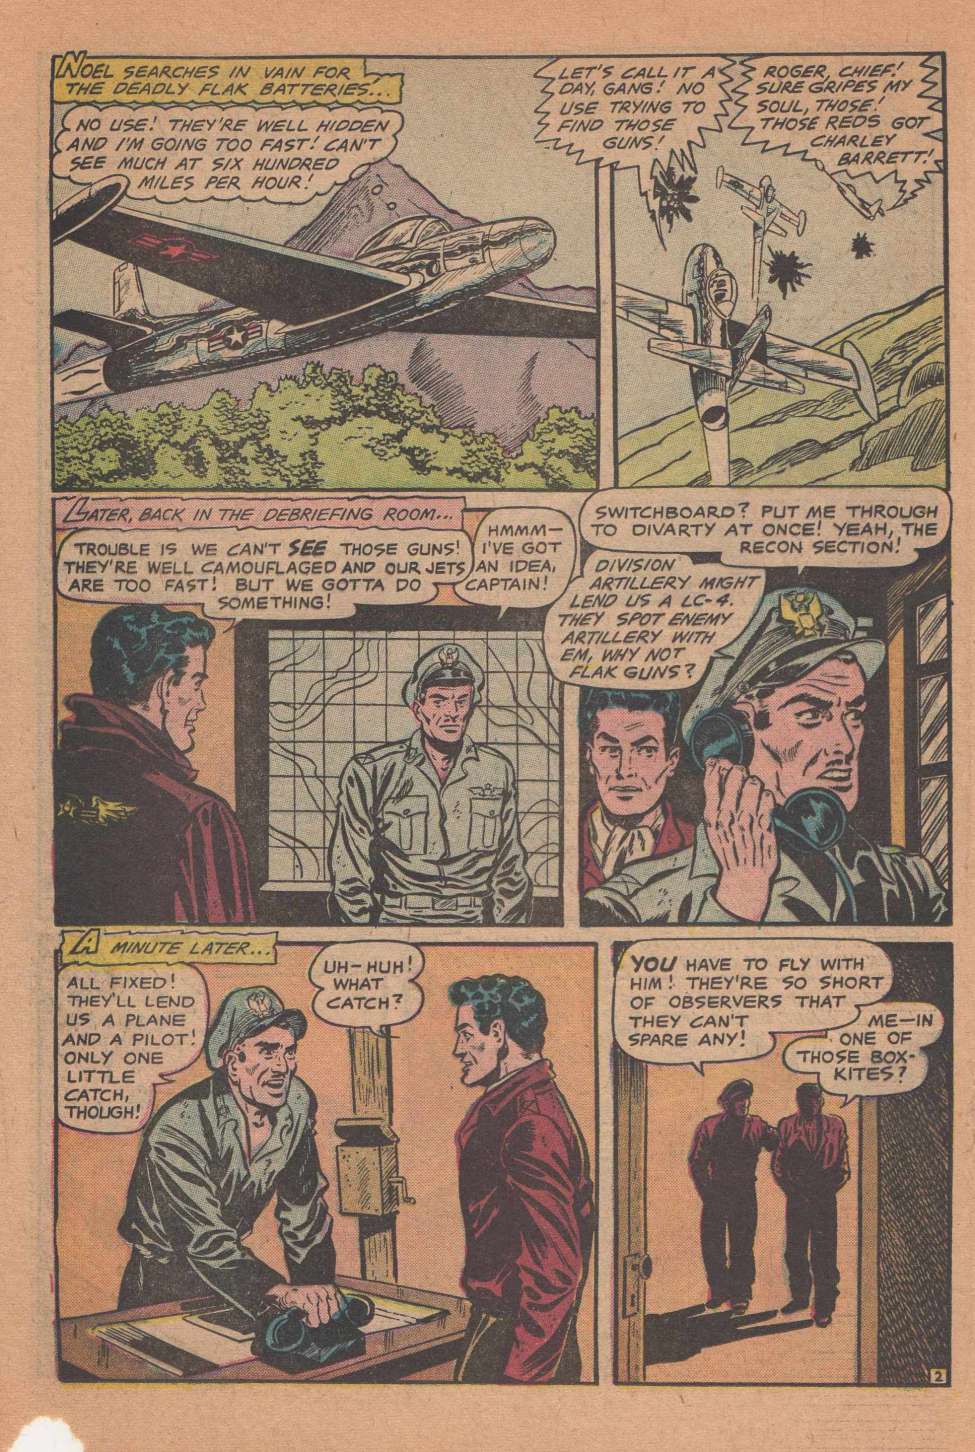 NOEL SEARCHES IN VAIN FOR
THE DEADLY FLAK BATTERIES...
NO USE! THEY'RE WELL HIDDEN
AND I'M GOING TOO FAST! CAN'T
SEE MUCH AT SIX HUNDRED
MILES PER HOUR!
LET'S CALL IT A
DAY, GANG! NO
USE TRYING TO
FIND THOSE
GUNS!
ROGER, CHIEF!
SURE GRIPES MY
SOUL, THOSE!
THOSE REDS GOT
CHARLEY
BARRETT!
LATER, BACK IN THE DEBRIEFING ROOM...
TROUBLE IS WE CAN'T SEE THOSE GUNS!
THEY'RE WELL CAMOUFLAGED AND OUR JETS
ARE TOO FAST! BUT WE GOTTA DO
SOMETHING!
HMMM—
I'VE GOT
AN IDEA,
CAPTAIN!
SWITCHBOARD? PUT ME THROUGH
TO DIVARTY AT ONCE! YEAH, THE
RECON SECTION!
DIVISION
ARTILLERY MIGHT
LEND US A LC-4.
THEY SPOT ENEMY
ARTILLERY WITH
EM, WHY NOT
FLAK GUNS?
A MINUTE LATER...
ALL FIXED!
THEY'LL LEND
US A PLANE
AND A PILOT!
ONLY ONE
LITTLE
CATCH,
THOUGH!
UH-HUH!
WHAT
CATCH?
YOU HAVE TO FLY WITH
HIM! THEY'RE SO SHORT
OF OBSERVERS THAT
THEY CAN'T
SPARE ANY!
ME—IN
ONE OF
THOSE BOX-
KITES?
2